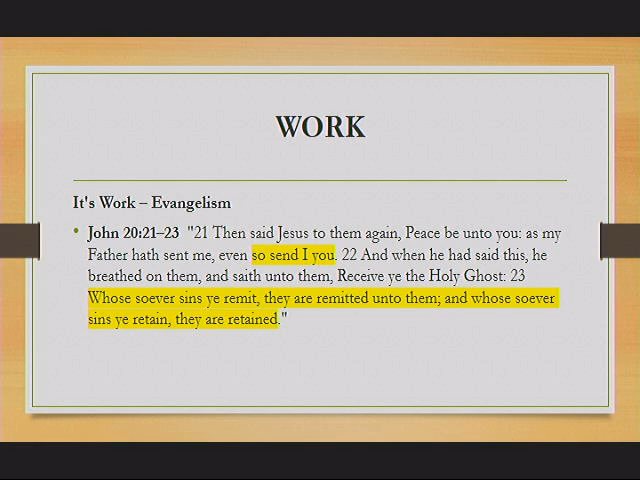 WORK
It's Work – Evangelism
• John 20:21–23 "21 Then said Jesus to them again, Peace be unto you: as my
Father hath sent me, even so send I you. 22 And when he had said this, he
breathed on them, and saith unto them, Receive ye the Holy Ghost: 23
Whose soever sins ye remit, they are remitted unto them; and whose soever
sins ye retain, they are retained."